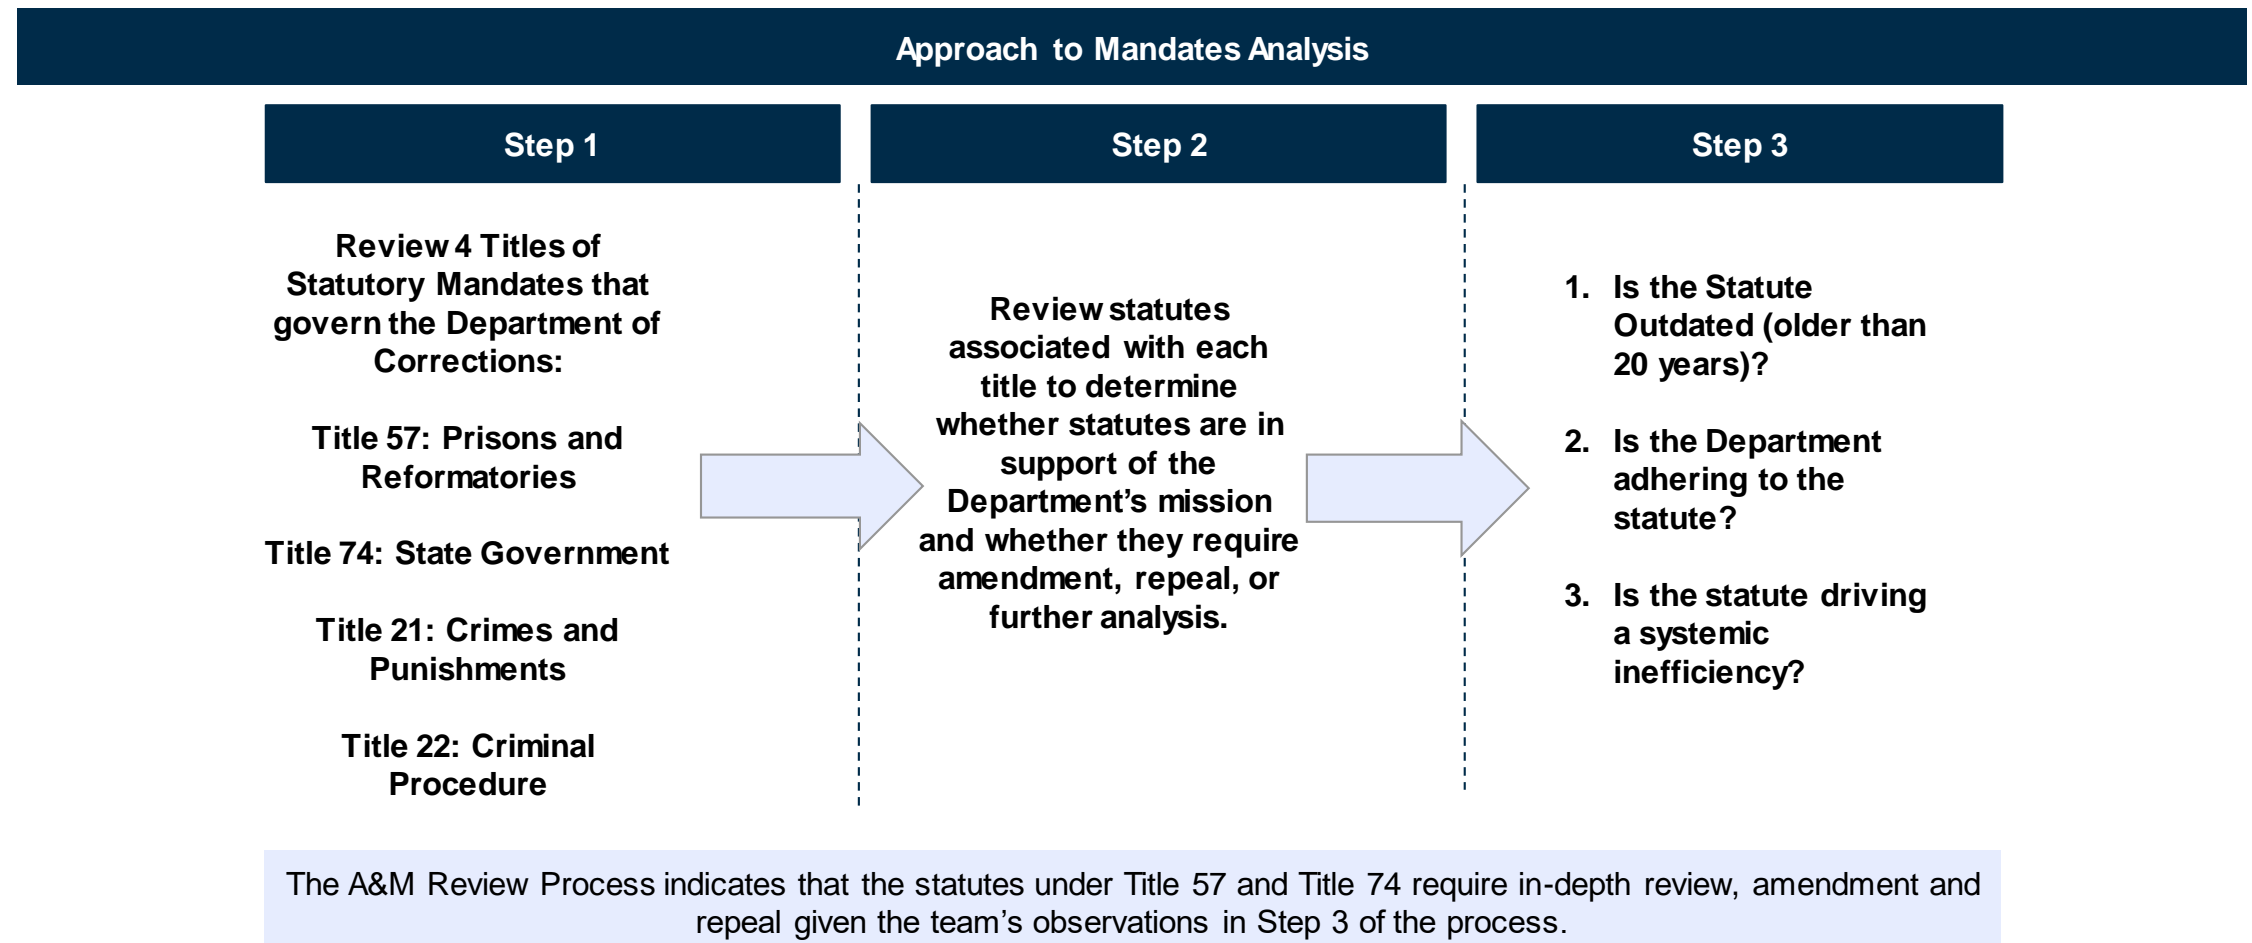 Approach to Mandates Analysis
Step 1
Review 4 Titles of
Statutory Mandates that
govern the Department of
Corrections:
Title 57: Prisons and
Reformatories
Title 74: State Government
Title 21: Crimes and
Punishments
Title 22: Criminal
Procedure
Step 2
Review statutes
associated with each
title to determine
whether statutes are in
support of the
Department’s mission
and whether they require
amendment, repeal, or
further analysis.
Step 3
1. Is the Statute
Outdated (older than
20 years)?
2. Is the Department
adhering to the
statute?
3. Is the statute driving
a systemic
inefficiency?
The A&M Review Process indicates that the statutes under Title 57 and Title 74 require in-depth review, amendment and
repeal given the team’s observations in Step 3 of the process.